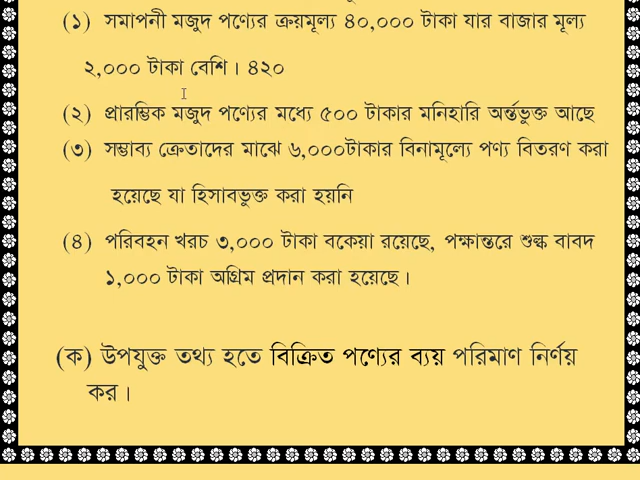 (১) সমাপনী মজুদ পণ্যের ক্রয়মূল্য ৪০,০০০ টাকা যার বাজার মূল্য
২,০০০ টাকা বেশি। ৪২০
(২) প্রারম্ভিক মজুদ পণ্যের মধ্যে ৫০০ টাকার মনিহারি অর্ন্তভুক্ত আছে
(৩) সম্ভাব্য ক্রেতাদের মাঝে ৬,০০০টাকার বিনামূল্যে পণ্য বিতরণ করা
হয়েছে যা হিসাবভুক্ত করা হয়নি
(৪) পরিবহন খরচ ৩,০০০ টাকা বকেয়া রয়েছে, পক্ষান্তরে শুল্ক বাবদ
১,০০০ টাকা অগ্রিম প্রদান করা হয়েছে।
(ক) উপযুক্ত তথ্য হতে বিক্রিত পণ্যের ব্যয় পরিমাণ নির্ণয়
কর।